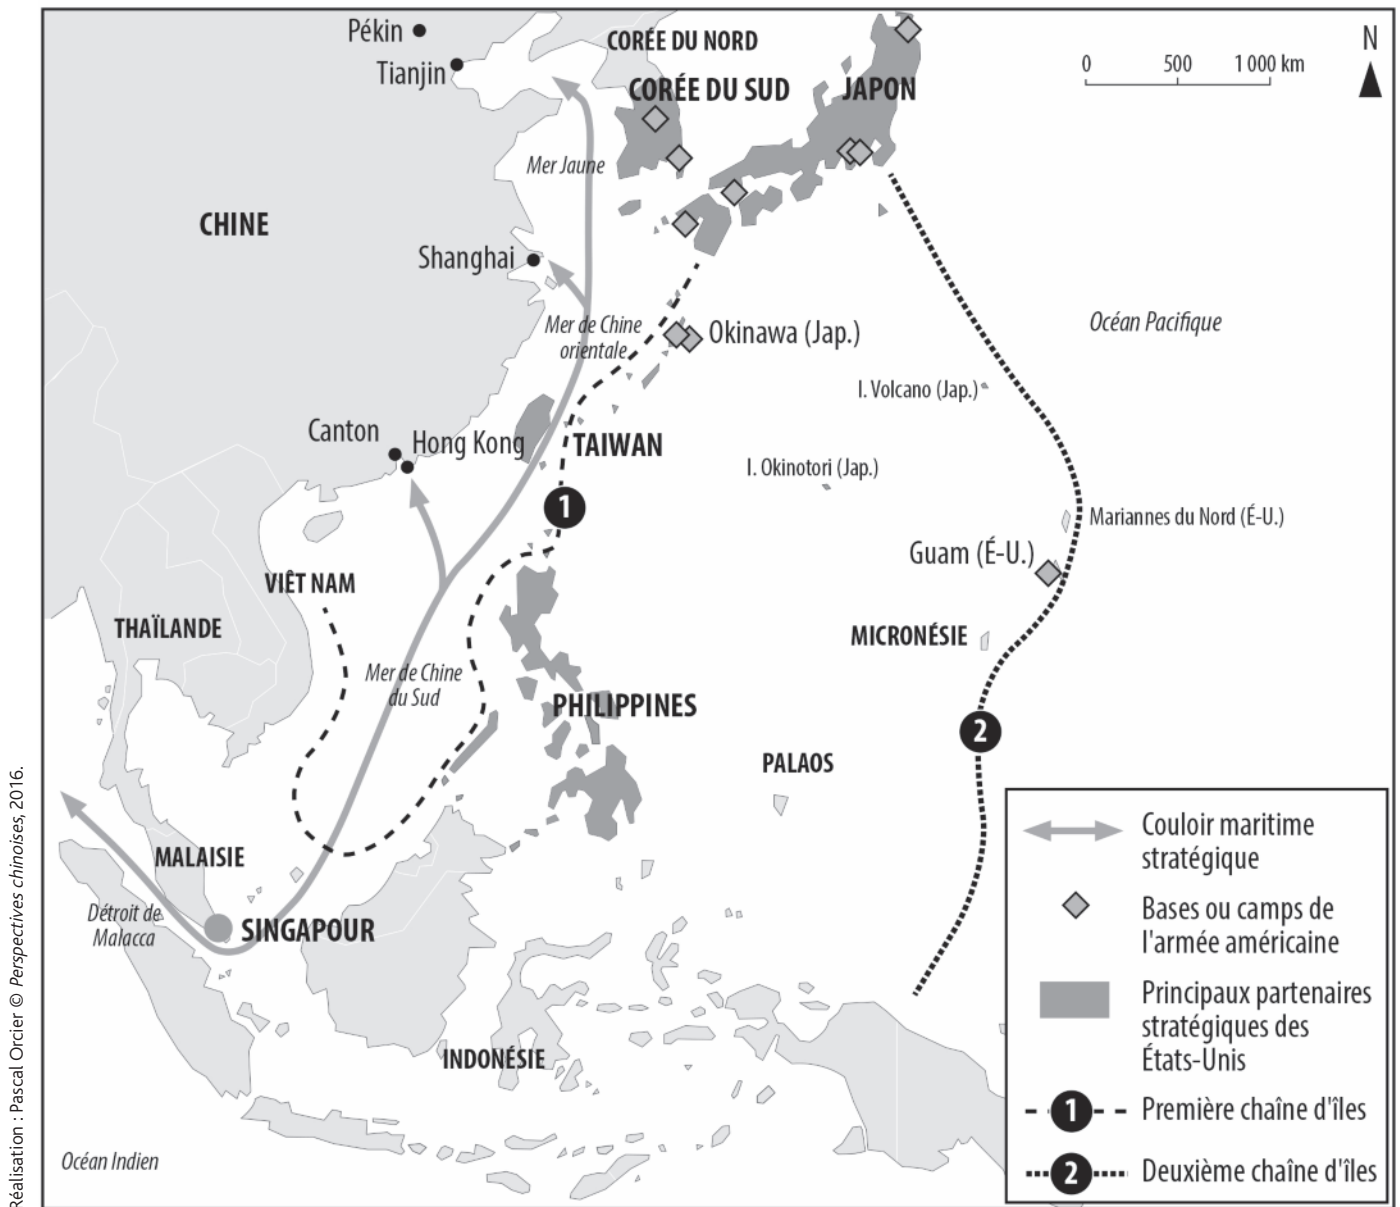 Pékin
Tianjin
CORÉE DU NORD
CORÉE DU SUD
JAPON
0 500 1 000 km
N
Mer Jaune
CHINE
Shanghai
Mer de Chine
orientale
Okinawa (Jap.)
Océan Pacifique
I. Volcano (Jap.)
Canton
Hong Kong
TAIWAN
I. Okinotori (Jap.)
1
Mariannes du Nord (É-U.)
Guam (É-U.)
VIÊT NAM
THAÏLANDE
MICRONÉSIE
Mer de Chine
du Sud
PHILIPPINES
2
PALAOS
MALAISIE
Détroit de
Malacca
SINGAPOUR
INDONÉSIE
Océan Indien
Couloir maritime
stratégique
Bases ou camps de
l'armée américaine
Principaux partenaires
stratégiques des
États-Unis
1 Première chaîne d'îles
2 Deuxième chaîne d'îles
Réalisation : Pascal Orcier © Perspectives chinoises, 2016.